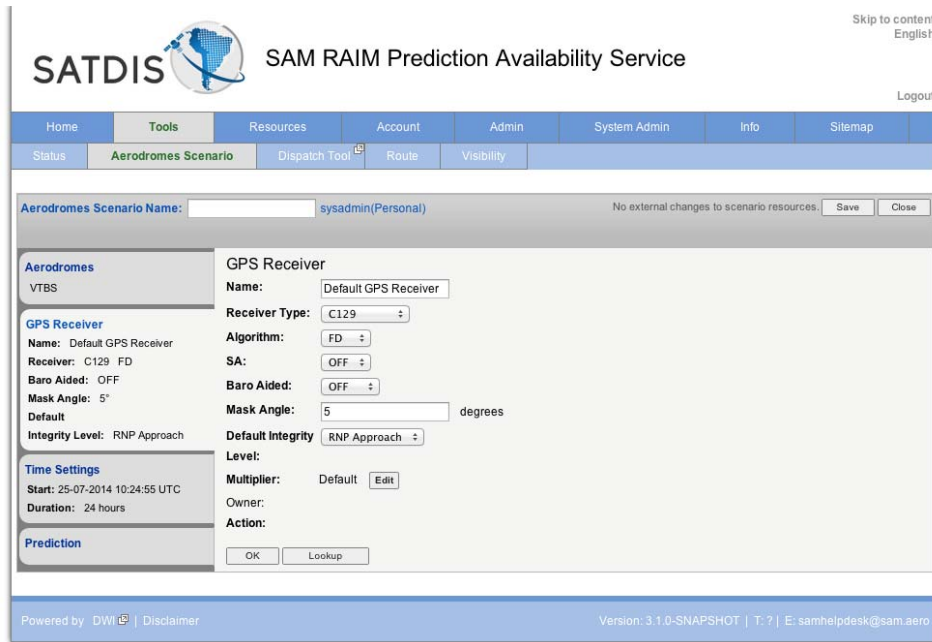 Skip to content
English
SATDIS
SAM RAIM Prediction Availability Service
Logout
Home Tools Resources Account Admin System Admin Info Sitemap
Status Aerodromes Scenario Dispatch Tool Route Visibility
Aerodromes Scenario Name: sysadmin(Personal) No external changes to scenario resources. Save Close
Aerodromes
VTBS
GPS Receiver
Name: Default GPS Receiver
Receiver: C129 FD
Baro Aided: OFF
Mask Angle: 5°
Default
Integrity Level: RNP Approach
Time Settings
Start: 25-07-2014 10:24:55 UTC
Duration: 24 hours
Prediction
GPS Receiver
Name: Default GPS Receiver
Receiver Type: C129
Algorithm: FD
SA: OFF
Baro Aided: OFF
Mask Angle: 5 degrees
Default Integrity RNP Approach
Level:
Multiplier: Default Edit
Owner:
Action:
OK Lookup
Powered by DWI | Disclaimer
Version: 3.1.0-SNAPSHOT | T: ? | E: samhelpdesk@sam.aero